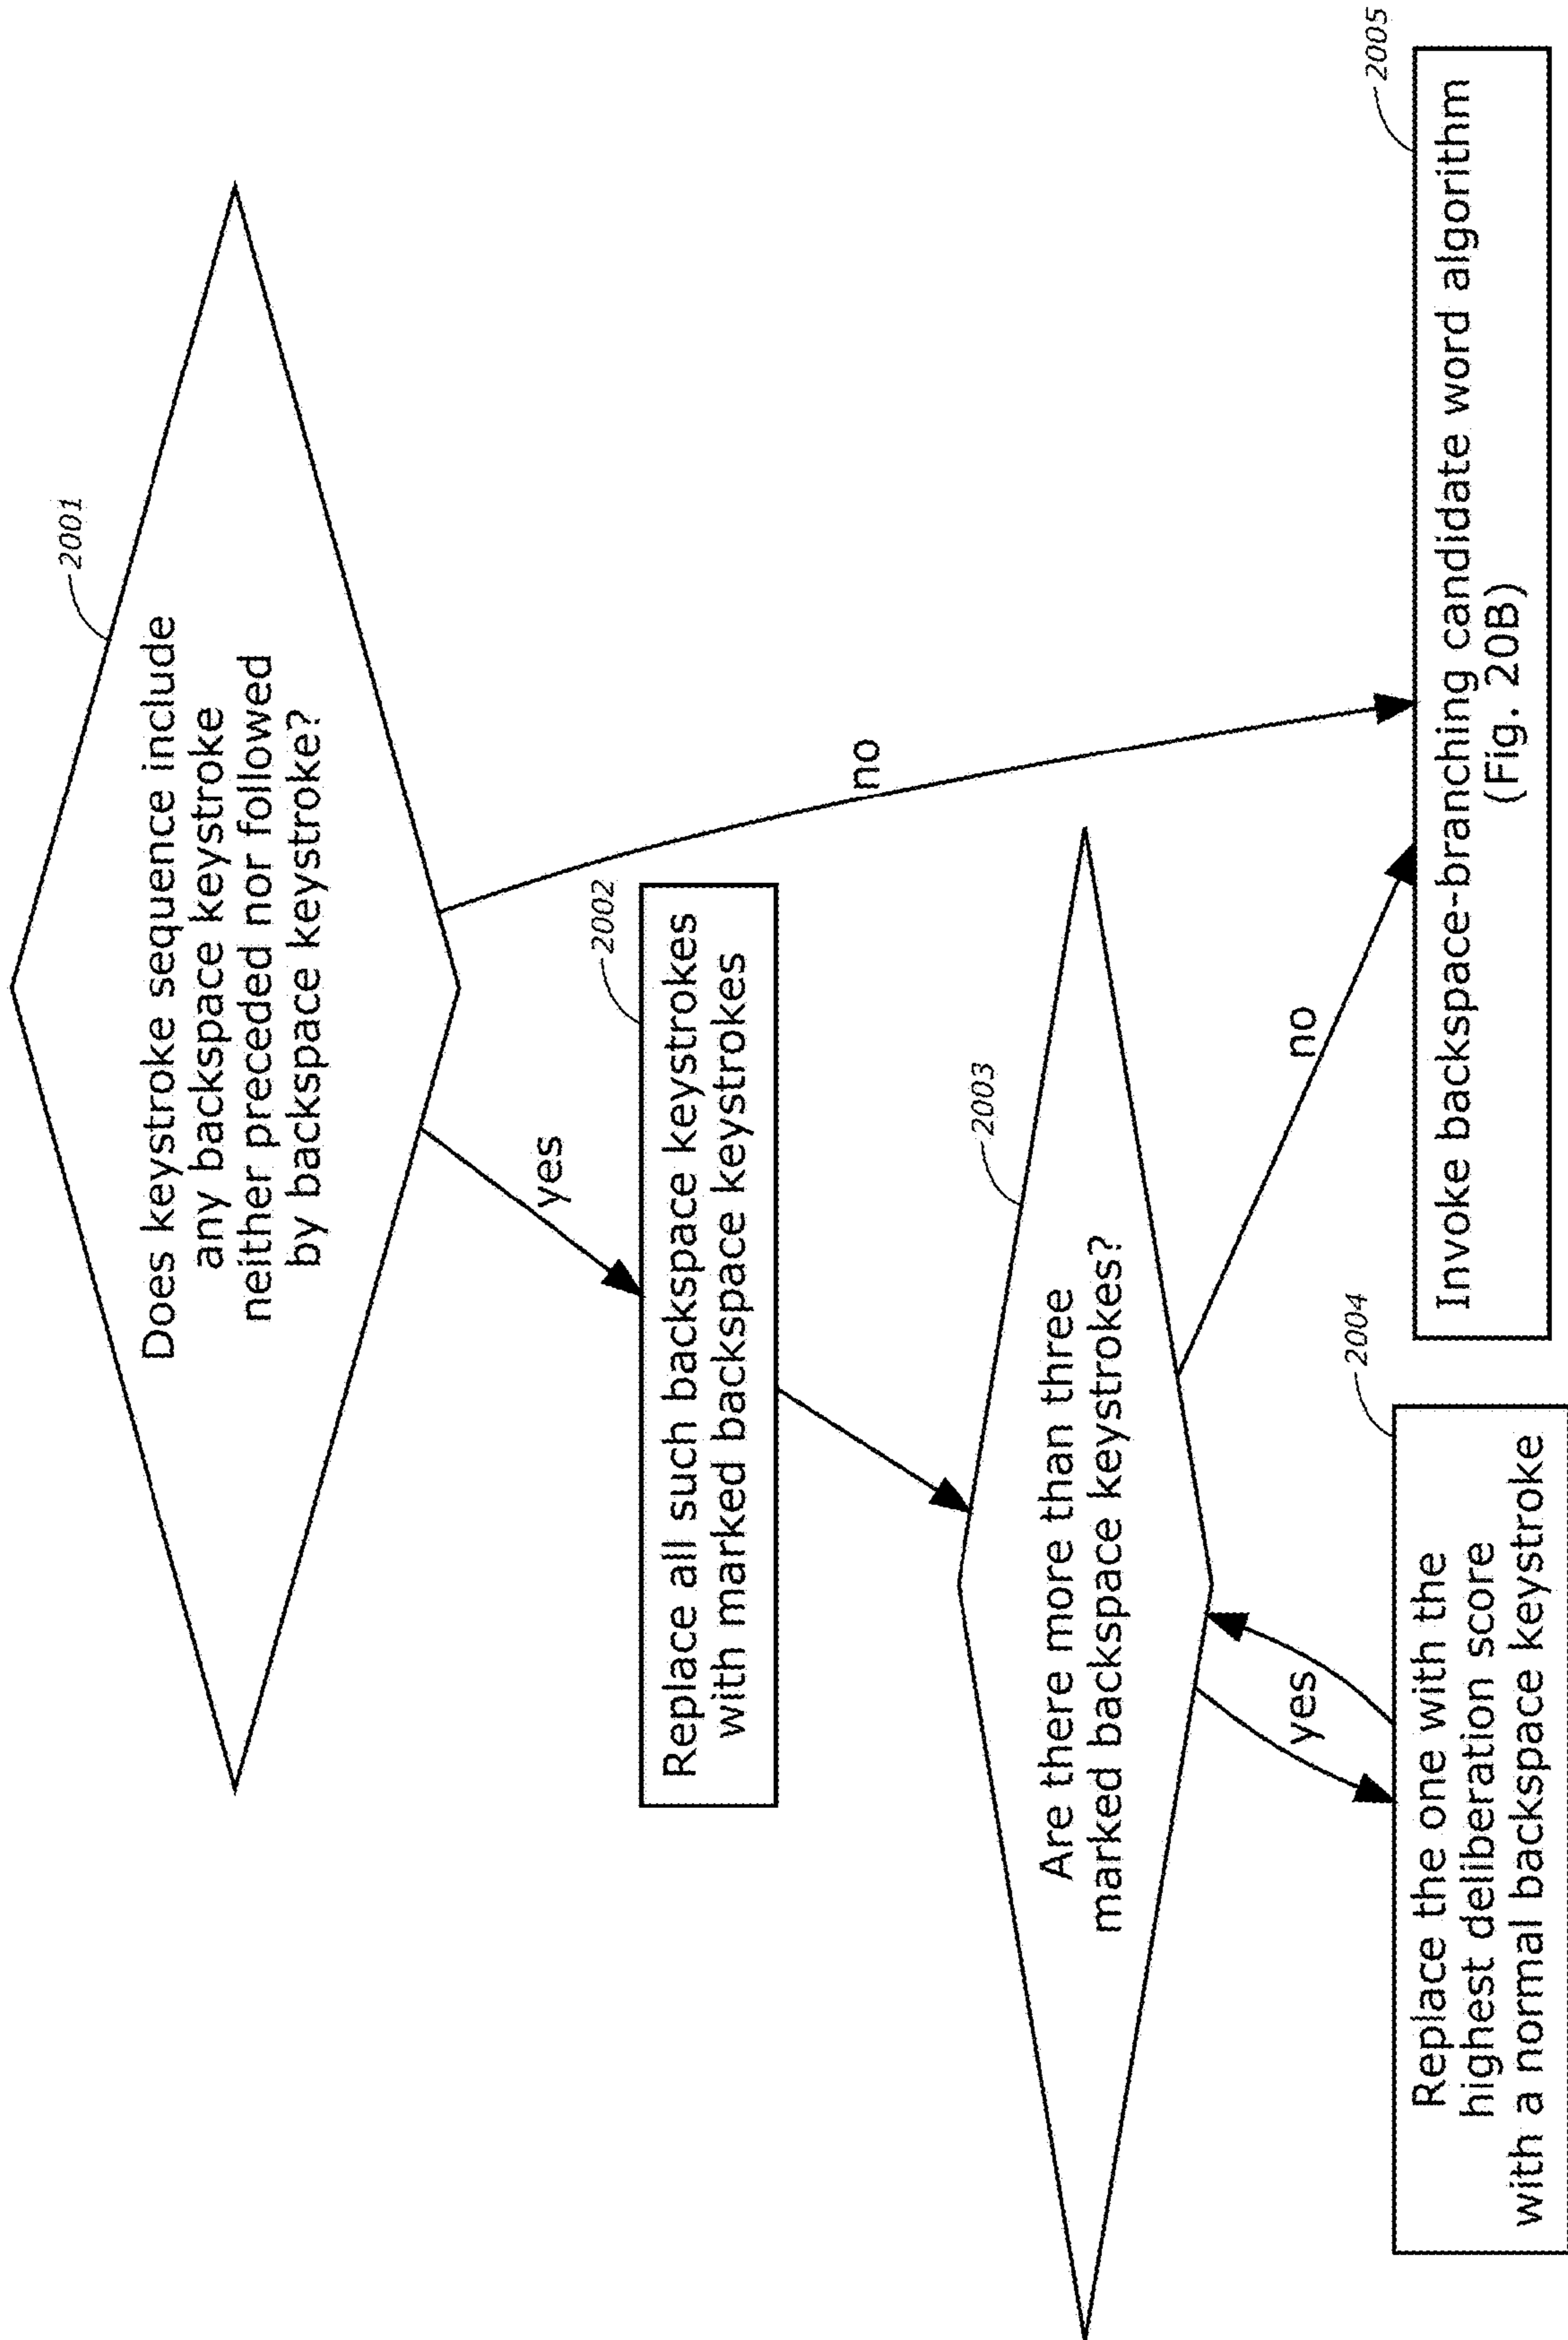 2001
Does keystroke sequence include
any backspace keystroke
neither preceded nor followed
by backspace keystroke?
yes
no
2002
Replace all such backspace keystrokes
with marked backspace keystrokes
2003
Are there more than three
marked backspace keystrokes?
yes
no
2004
Replace the one with the
highest deliberation score
with a normal backspace keystroke
2005
Invoke backspace-branching candidate word algorithm
(Fig. 20B)